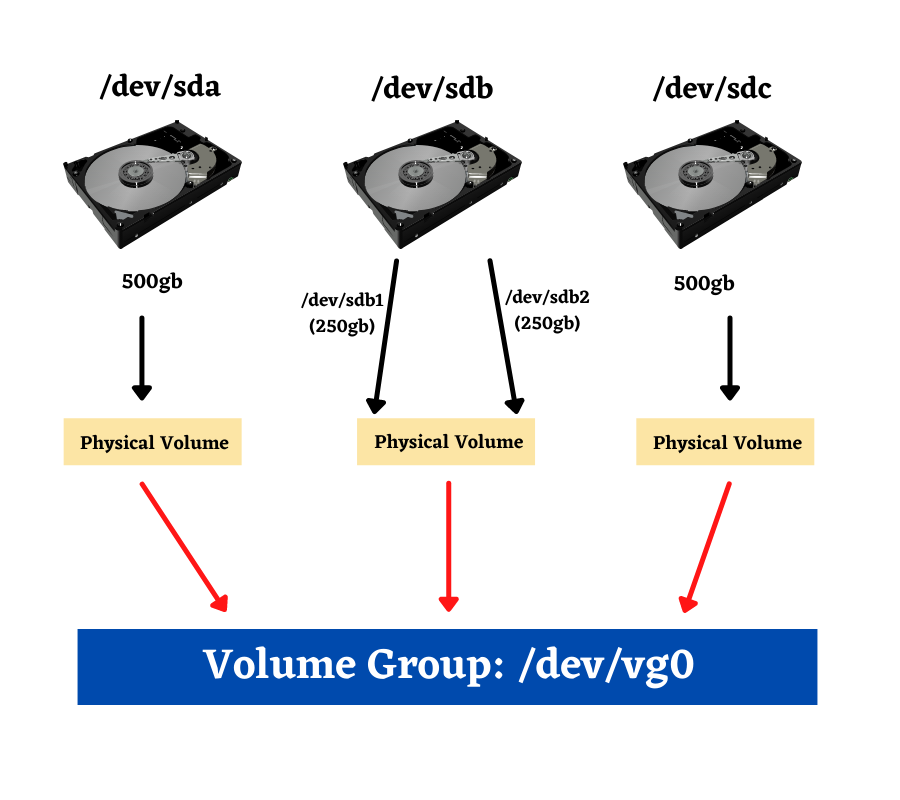 /dev/sda
/dev/sdb
/dev/sdc
500gb
/dev/sdb1
(250gb)
/dev/sdb2
(250gb)
500gb
Physical Volume
Physical Volume
Physical Volume
Volume Group: /dev/vg0